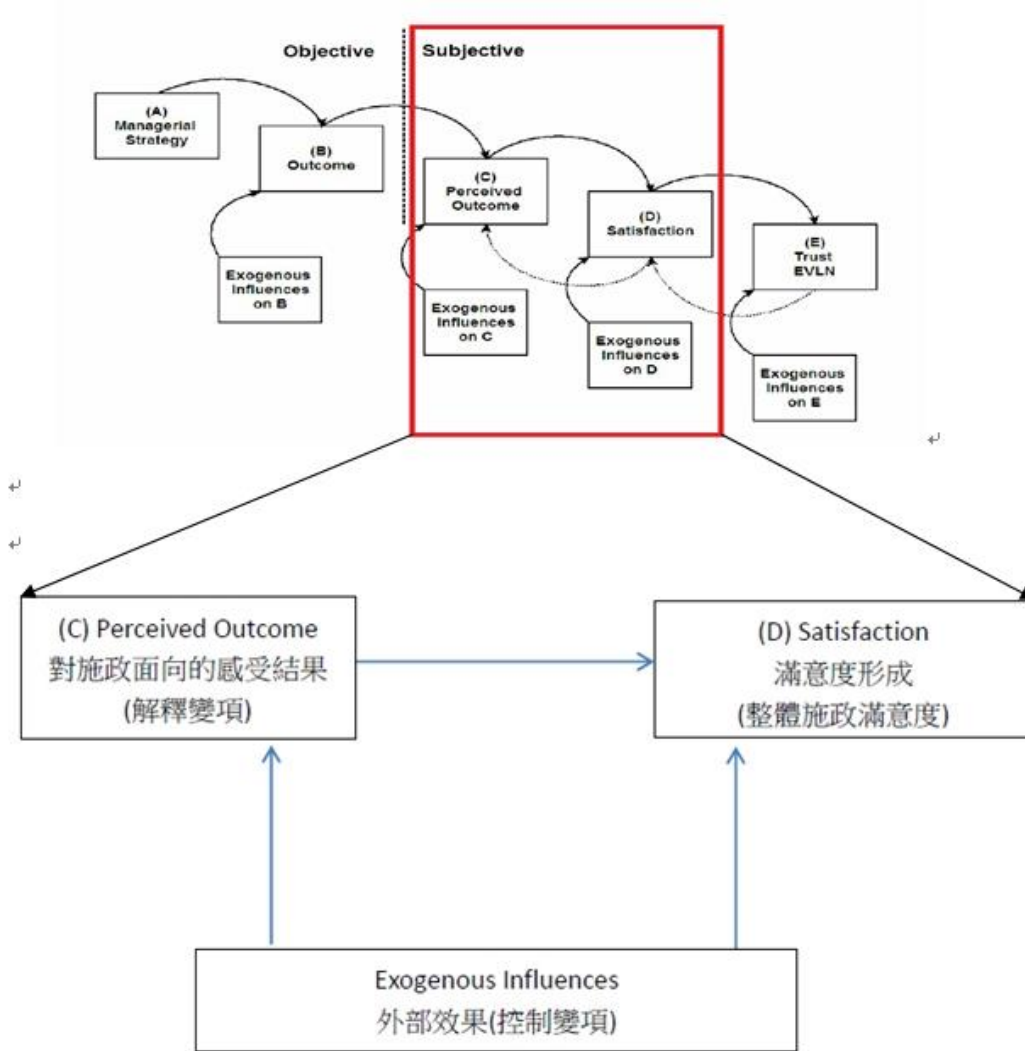 Objective
Subjective
(A)
Managerial
Strategy
(B)
Outcome
(C)
Perceived
Outcome
(D)
Satisfaction
(E)
Trust
EVLN
Exogenous
Influences
on B
Exogenous
Influences
on C
Exogenous
Influences
on D
Exogenous
Influences
on E
(C) Perceived Outcome
對施政面向的感受結果
(解釋變項)
(D) Satisfaction
滿意度形成
(整體施政滿意度)
Exogenous Influences
外部效果(控制變項)